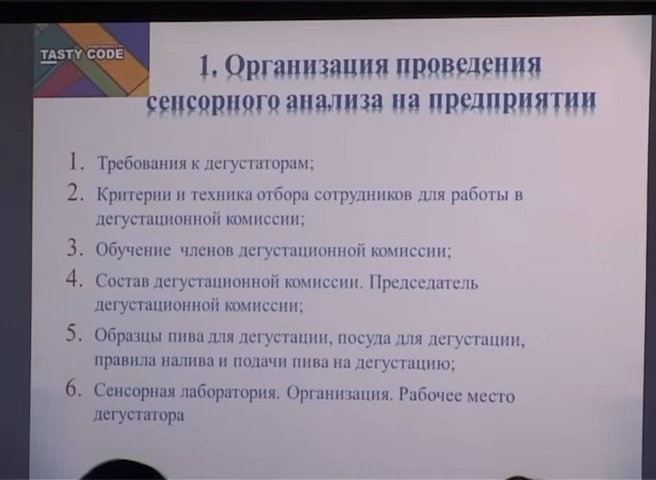 TASTY CODE
1. Организация проведения
сенсорного анализа на предприятии
1. Требования к дегустаторам;
2. Критерии и техника отбора сотрудников для работы в
дегустационной комиссии;
3. Обучение членов дегустационной комиссии;
4. Состав дегустационной комиссии. Председатель
дегустационной комиссии;
5. Образцы пива для дегустации, посуда для дегустации,
правила налива и подачи пива на дегустацию;
6. Сенсорная лаборатория. Организация. Рабочее место
дегустатора